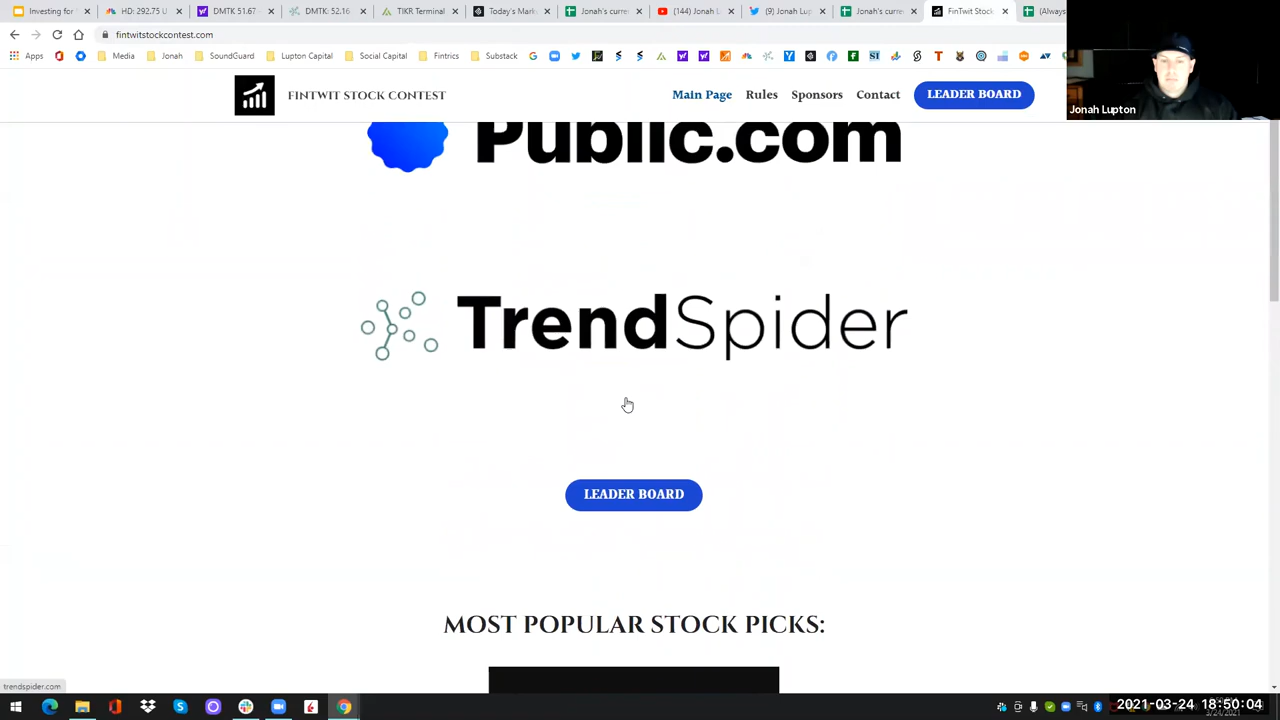 Investing for
HD: 292.75 U
DMTK 51.67
DMTK: 52.16
TIKR Terminal
Today's Mark
Jonah's curre
(144) Jonah L
(9) Jonah Lup
Jonah's curre
FinTwit Stock
(Always
fintwitstockcontest.com
Apps
Media
Jonah
SoundGuard
Lupton Capital
Social Capital
Fintrics
Substack
FINTWIT STOCK CONTEST
Main Page
Rules
Sponsors
Contact
LEADER BOARD
Jonah Lupton
Public.com
TrendSpider
LEADER BOARD
MOST POPULAR STOCK PICKS:
trendspider.com
2021-03-24 18:50:04